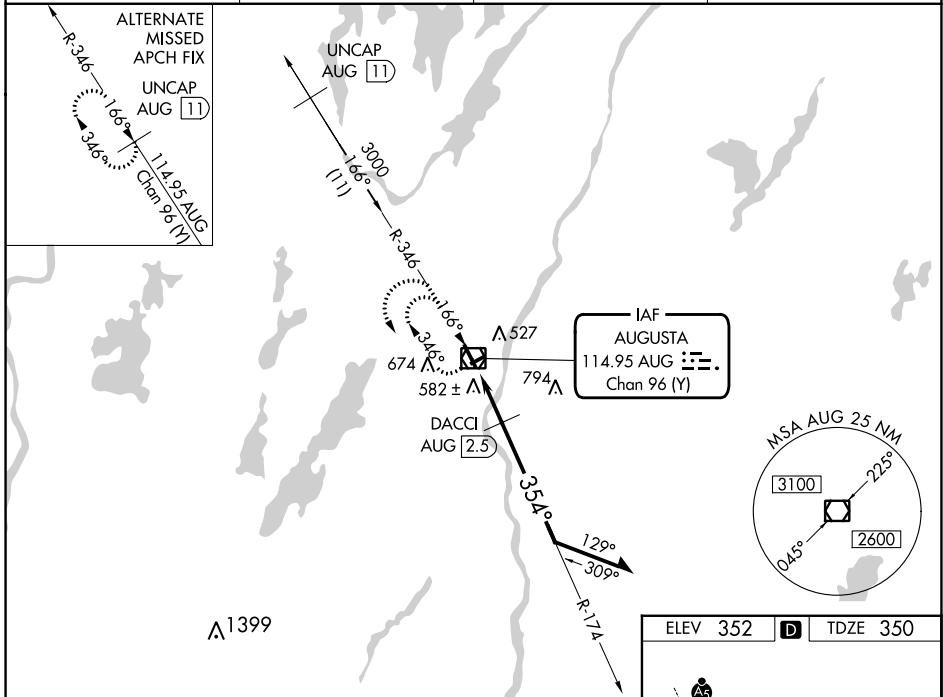 ALTERNATE
MISSED
APCH FIX
UNCAP
AUG 11
R-346
166°
346°
114.95 AUG
Chan 96 (Y)
UNCAP
AUG 11
3000
166°
(11)
R-346
166°
346°
527
674
582 ±
794
IAF
AUGUSTA
114.95 AUG
Chan 96 (Y)
DACCI
AUG 2.5
354°
129°
309°
R-174
MSA AUG 25 NM
3100
225°
045°
2600
1399
ELEV 352 D TDZE 350
A5